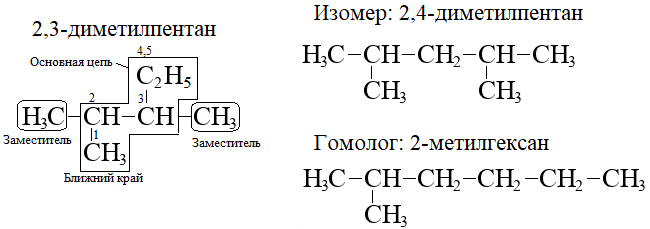 2,3-диметилпентан
Основная цепь
4,5
C₂H₅
2
3
H₃C CH CH CH₃
Заместитель
1
Заместитель
CH₃
Ближний край
Изомер: 2,4-диметилпентан
H₃C–CH–CH₂–CH–CH₃
CH₃ CH₃
Гомолог: 2-метилгексан
H₃C–CH–CH₂–CH₂–CH₂–CH₃
CH₃